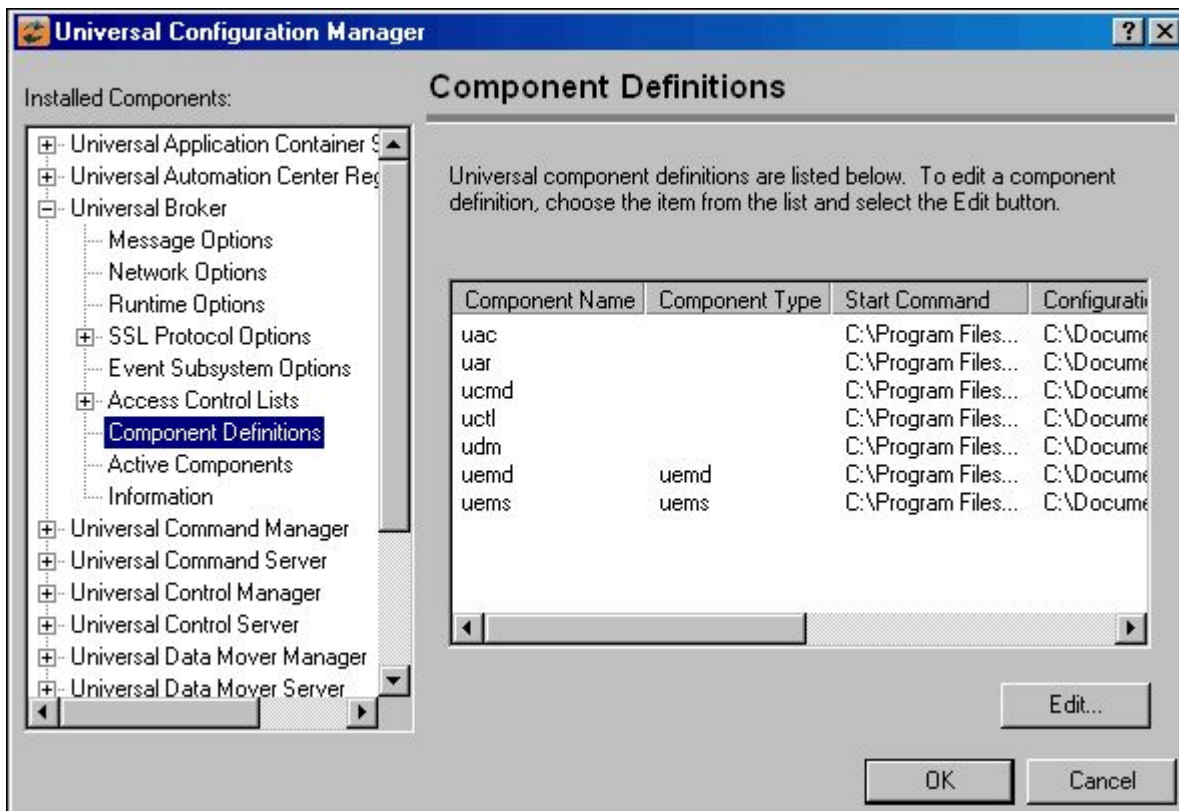 Universal Configuration Manager
Installed Components:
Universal Application Container S
Universal Automation Center Reg
Universal Broker
Message Options
Network Options
Runtime Options
SSL Protocol Options
Event Subsystem Options
Access Control Lists
Component Definitions
Active Components
Information
Universal Command Manager
Universal Command Server
Universal Control Manager
Universal Control Server
Universal Data Mover Manager
Universal Data Mover Server
Component Definitions
Universal component definitions are listed below. To edit a component
definition, choose the item from the list and select the Edit button.
Component Name Component Type Start Command Configurati
uac C:\Program Files... C:\Docume
uar C:\Program Files... C:\Docume
ucmd C:\Program Files... C:\Docume
uctl C:\Program Files... C:\Docume
udm C:\Program Files... C:\Docume
uemd uemd C:\Program Files... C:\Docume
uems uems C:\Program Files... C:\Docume
Edit...
OK Cancel